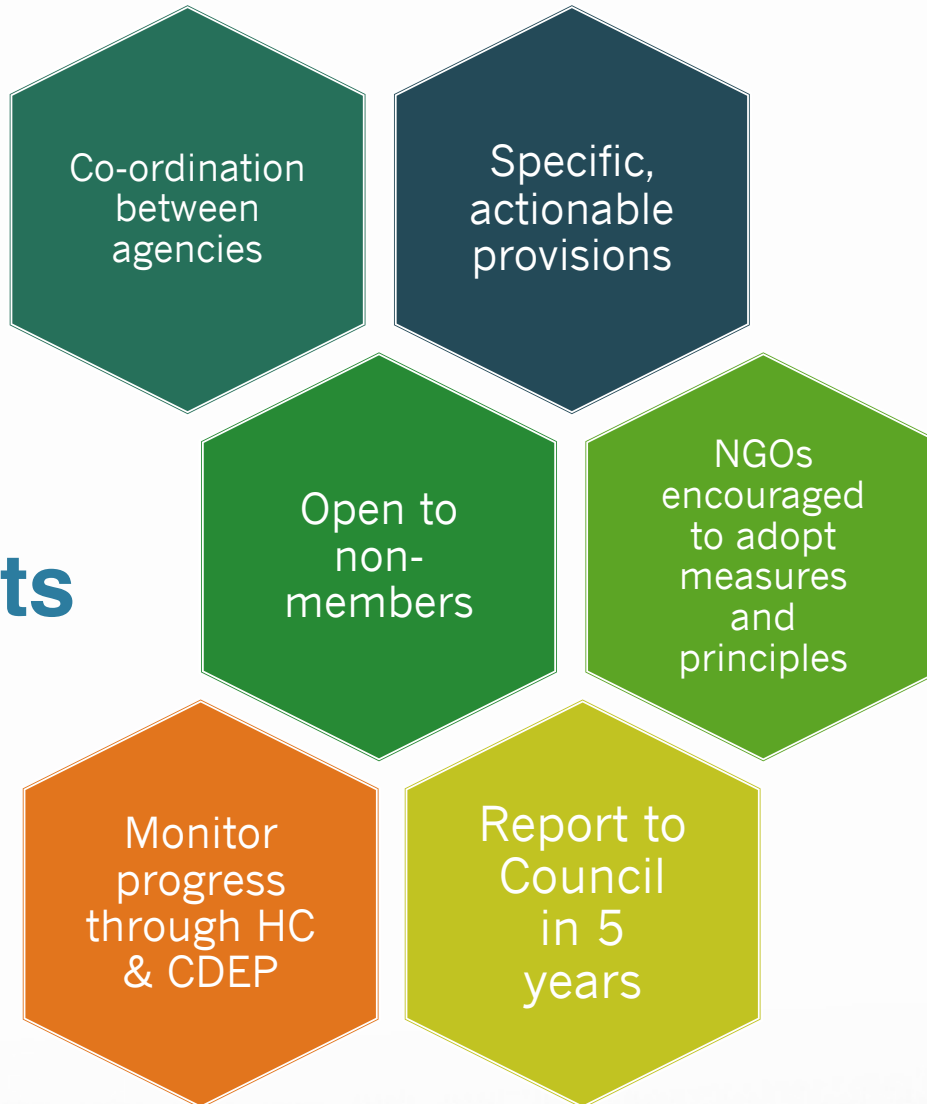 Co-ordination
between
agencies
Specific,
actionable
provisions
ts
Open to
non-
members
NGOs
encouraged
to adopt
measures
and
principles
Monitor
progress
through HC
& CDEP
Report to
Council
in 5
years